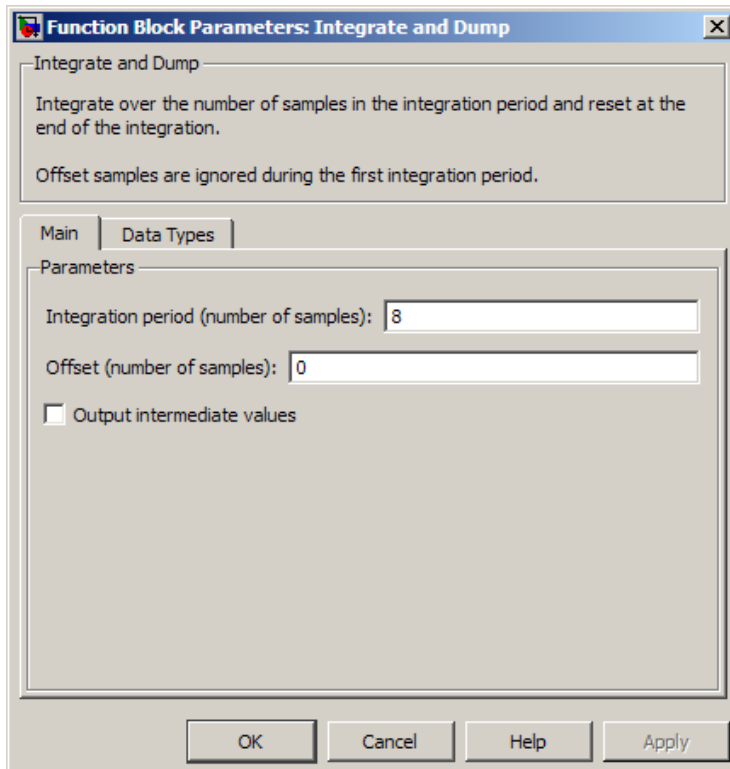 Function Block Parameters: Integrate and Dump
Integrate and Dump
Integrate over the number of samples in the integration period and reset at the
end of the integration.
Offset samples are ignored during the first integration period.
Main Data Types
Parameters
Integration period (number of samples): 8
Offset (number of samples): 0
Output intermediate values
OK Cancel Help Apply